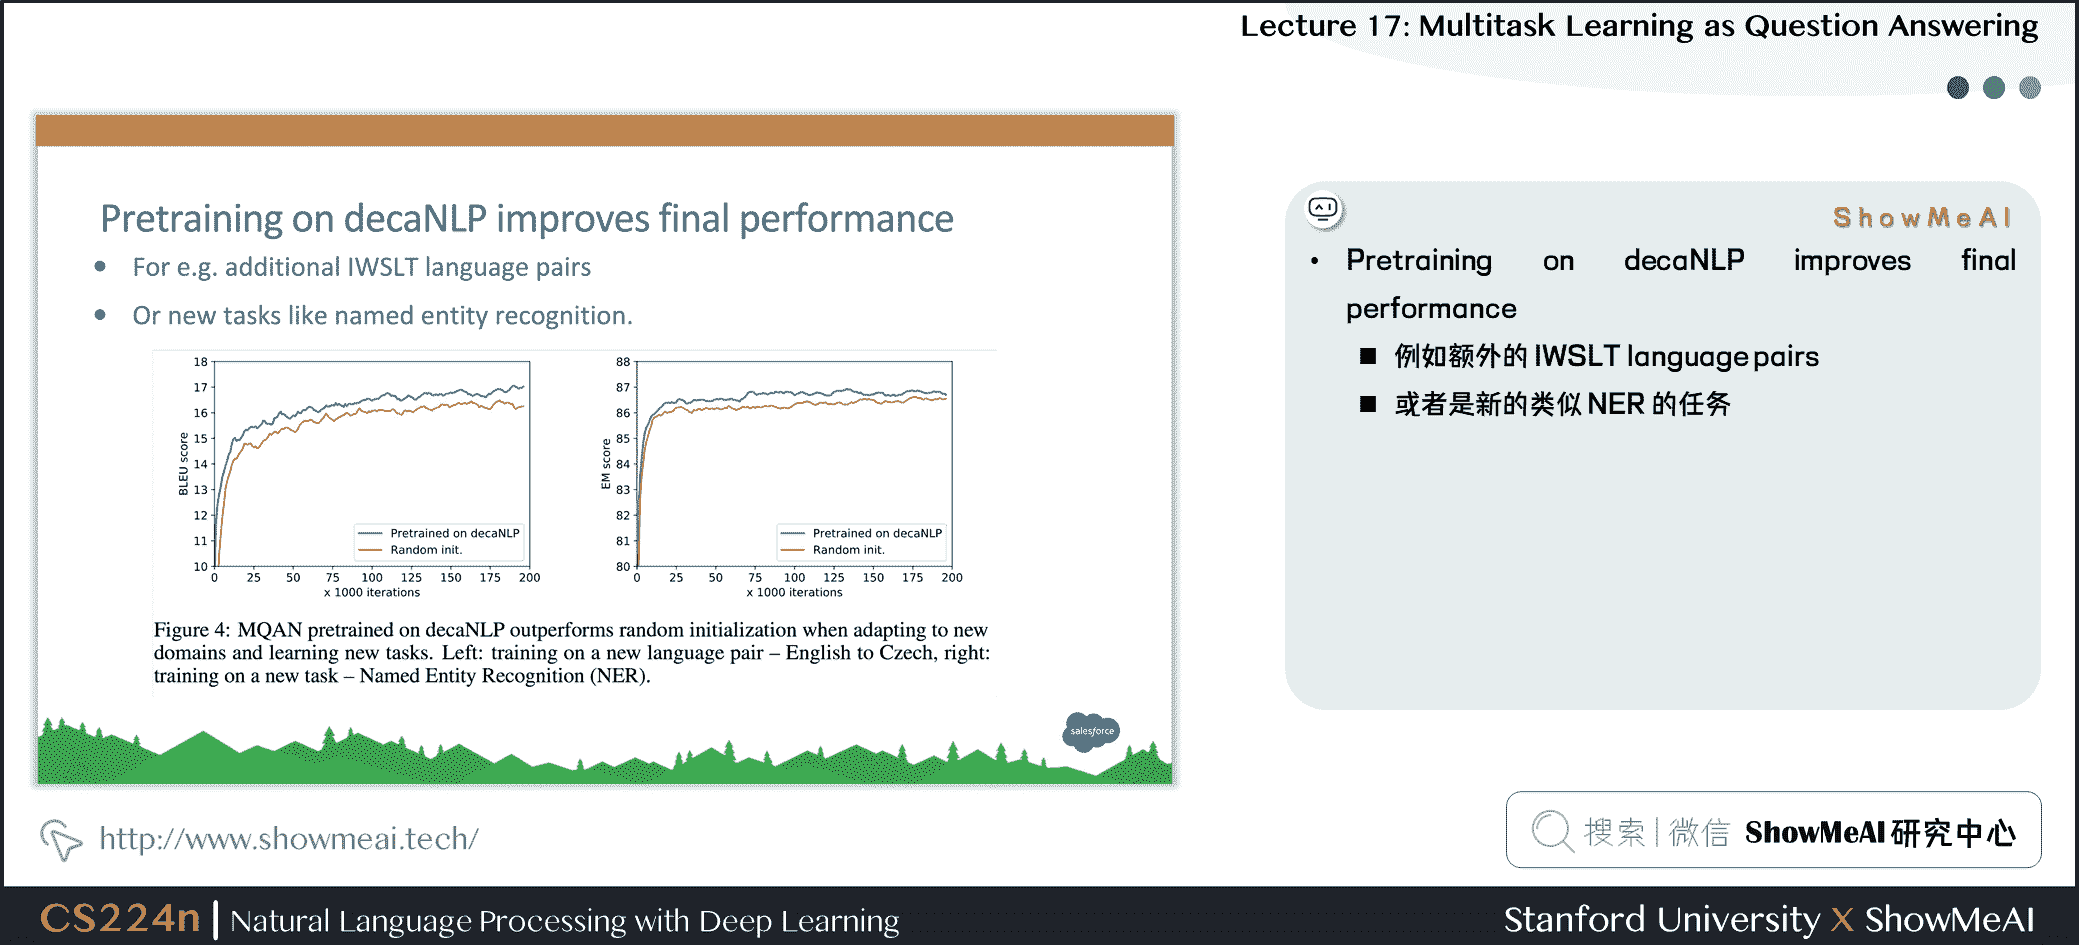 Lecture 17: Multitask Learning as Question Answering
Pretraining on decaNLP improves final performance
• For e.g. additional IWSLT language pairs
• Or new tasks like named entity recognition.
18
17
16
15
14
13
12
11
10
BLEU score
0 25 50 75 100 125 150 175 200
x 1000 iterations
Pretrained on decaNLP
Random init.
88
87
86
85
84
83
82
81
80
EM score
0 25 50 75 100 125 150 175 200
x 1000 iterations
Pretrained on decaNLP
Random init.
Figure 4: MQAN pretrained on decaNLP outperforms random initialization when adapting to new
domains and learning new tasks. Left: training on a new language pair – English to Czech, right:
training on a new task – Named Entity Recognition (NER).
salesforce
ShowMeAI
• Pretraining on decaNLP improves final
performance
■ 例如额外的 IWSLT language pairs
■ 或者是新的类似 NER 的任务
http://www.showmeai.tech/
搜索 | 微信 ShowMeAI 研究中心
CS224n | Natural Language Processing with Deep Learning
Stanford University X ShowMeAI